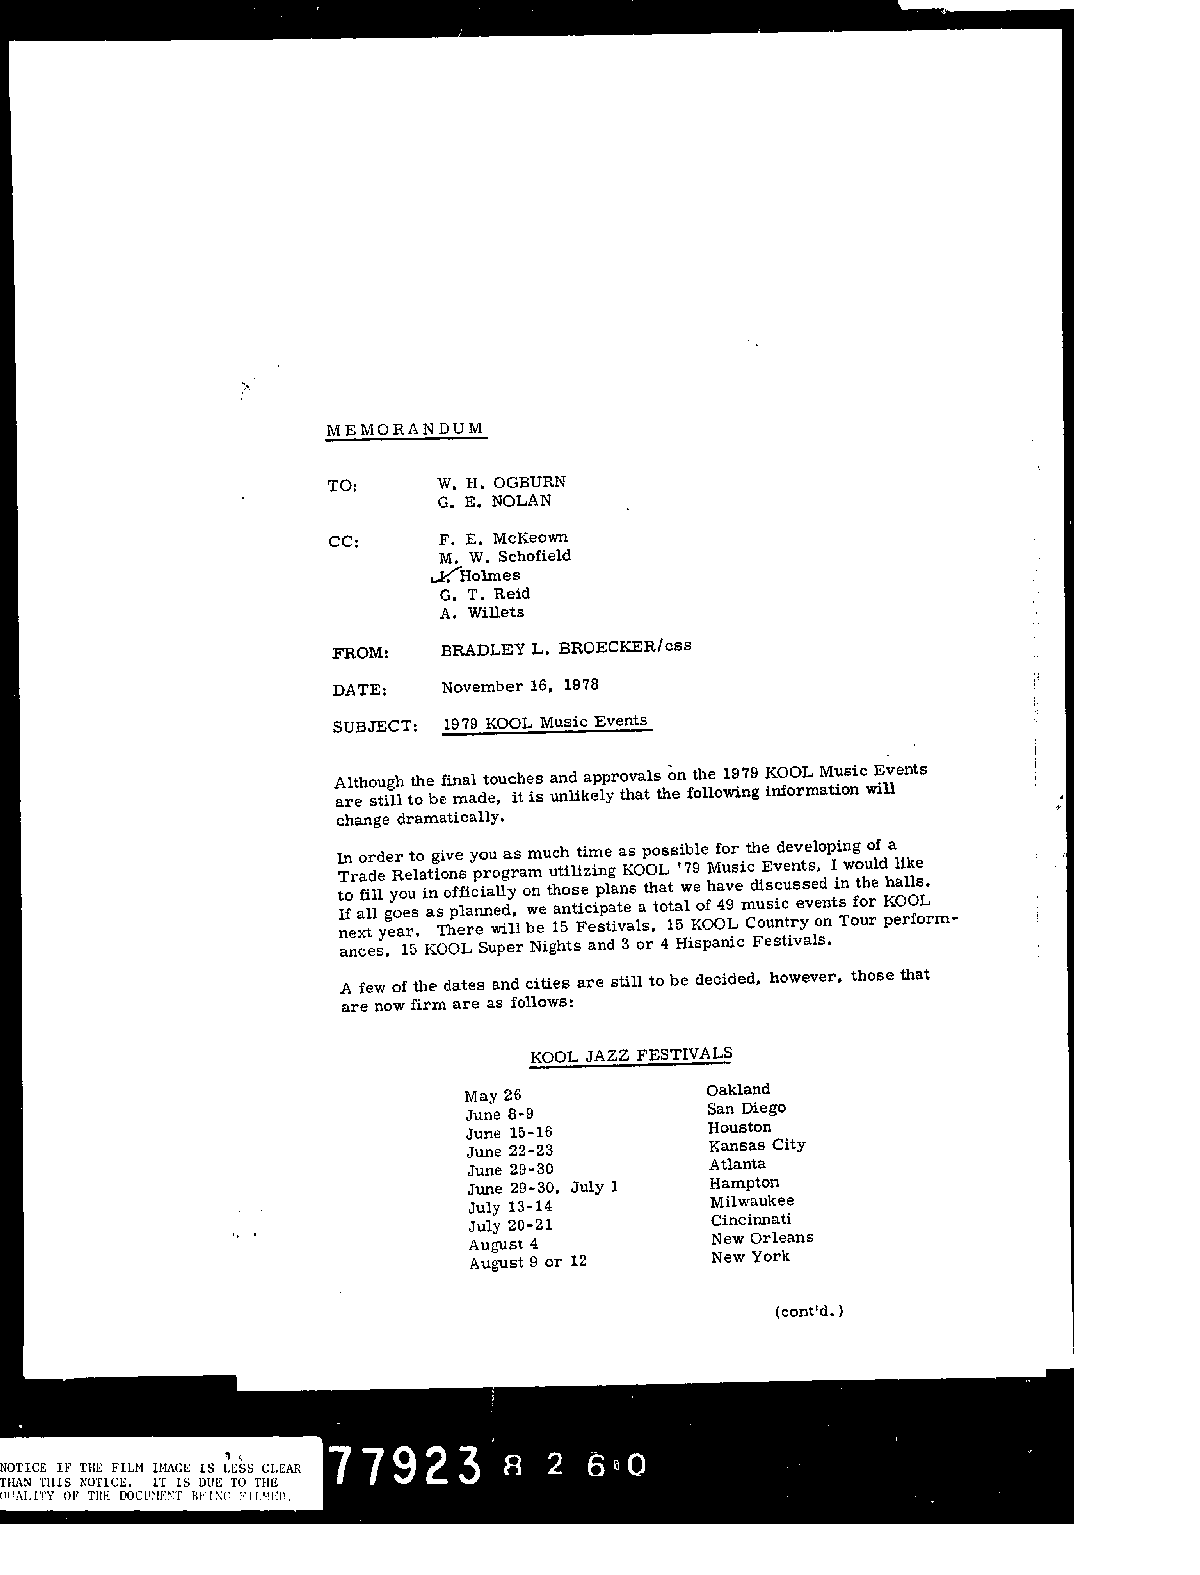 MEMORANDUM
TO: W. H. OGBURN
G. E. NOLAN
CC: F. E. McKeown
M. W. Schofield
J. Holmes
G. T. Reid
A. Willets
FROM: BRADLEY L. BROECKER/css
DATE: November 16, 1978
SUBJECT: 1979 KOOL Music Events
Although the final touches and approvals on the 1979 KOOL Music Events
are still to be made, it is unlikely that the following information will
change dramatically.
In order to give you as much time as possible for the developing of a
Trade Relations program utilizing KOOL '79 Music Events, I would like
to fill you in officially on those plans that we have discussed in the halls.
If all goes as planned, we anticipate a total of 49 music events for KOOL
next year. There will be 15 Festivals, 15 KOOL Country on Tour perform-
ances, 15 KOOL Super Nights and 3 or 4 Hispanic Festivals.
A few of the dates and cities are still to be decided, however, those that
are now firm are as follows:
KOOL JAZZ FESTIVALS
May 26 Oakland
June 8-9 San Diego
June 15-16 Houston
June 22-23 Kansas City
June 29-30 Atlanta
June 29-30, July 1 Hampton
July 13-14 Milwaukee
July 20-21 Cincinnati
August 4 New Orleans
August 9 or 12 New York
(cont'd.)
NOTICE IF THE FILM IMAGE IS LESS CLEAR
THAN THIS NOTICE, IT IS DUE TO THE
QUALITY OF THE DOCUMENT BEING FILMED.
77923 8260